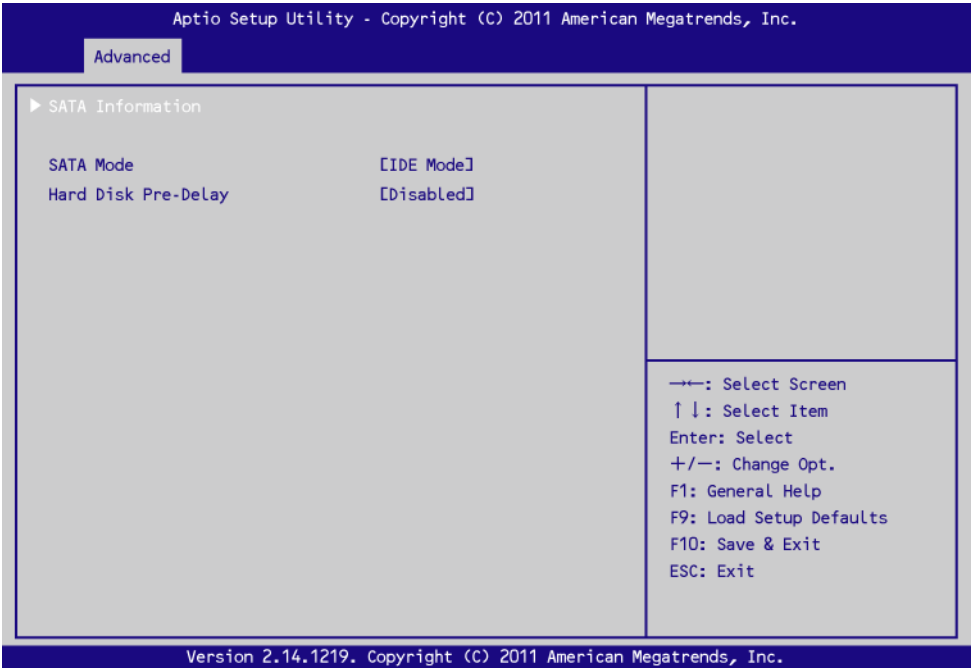 Aptio Setup Utility - Copyright (C) 2011 American Megatrends, Inc.
Advanced
▶ SATA Information
SATA Mode [IDE Mode]
Hard Disk Pre-Delay [Disabled]
→←: Select Screen
↑↓: Select Item
Enter: Select
+/-: Change Opt.
F1: General Help
F9: Load Setup Defaults
F10: Save & Exit
ESC: Exit
Version 2.14.1219. Copyright (C) 2011 American Megatrends, Inc.